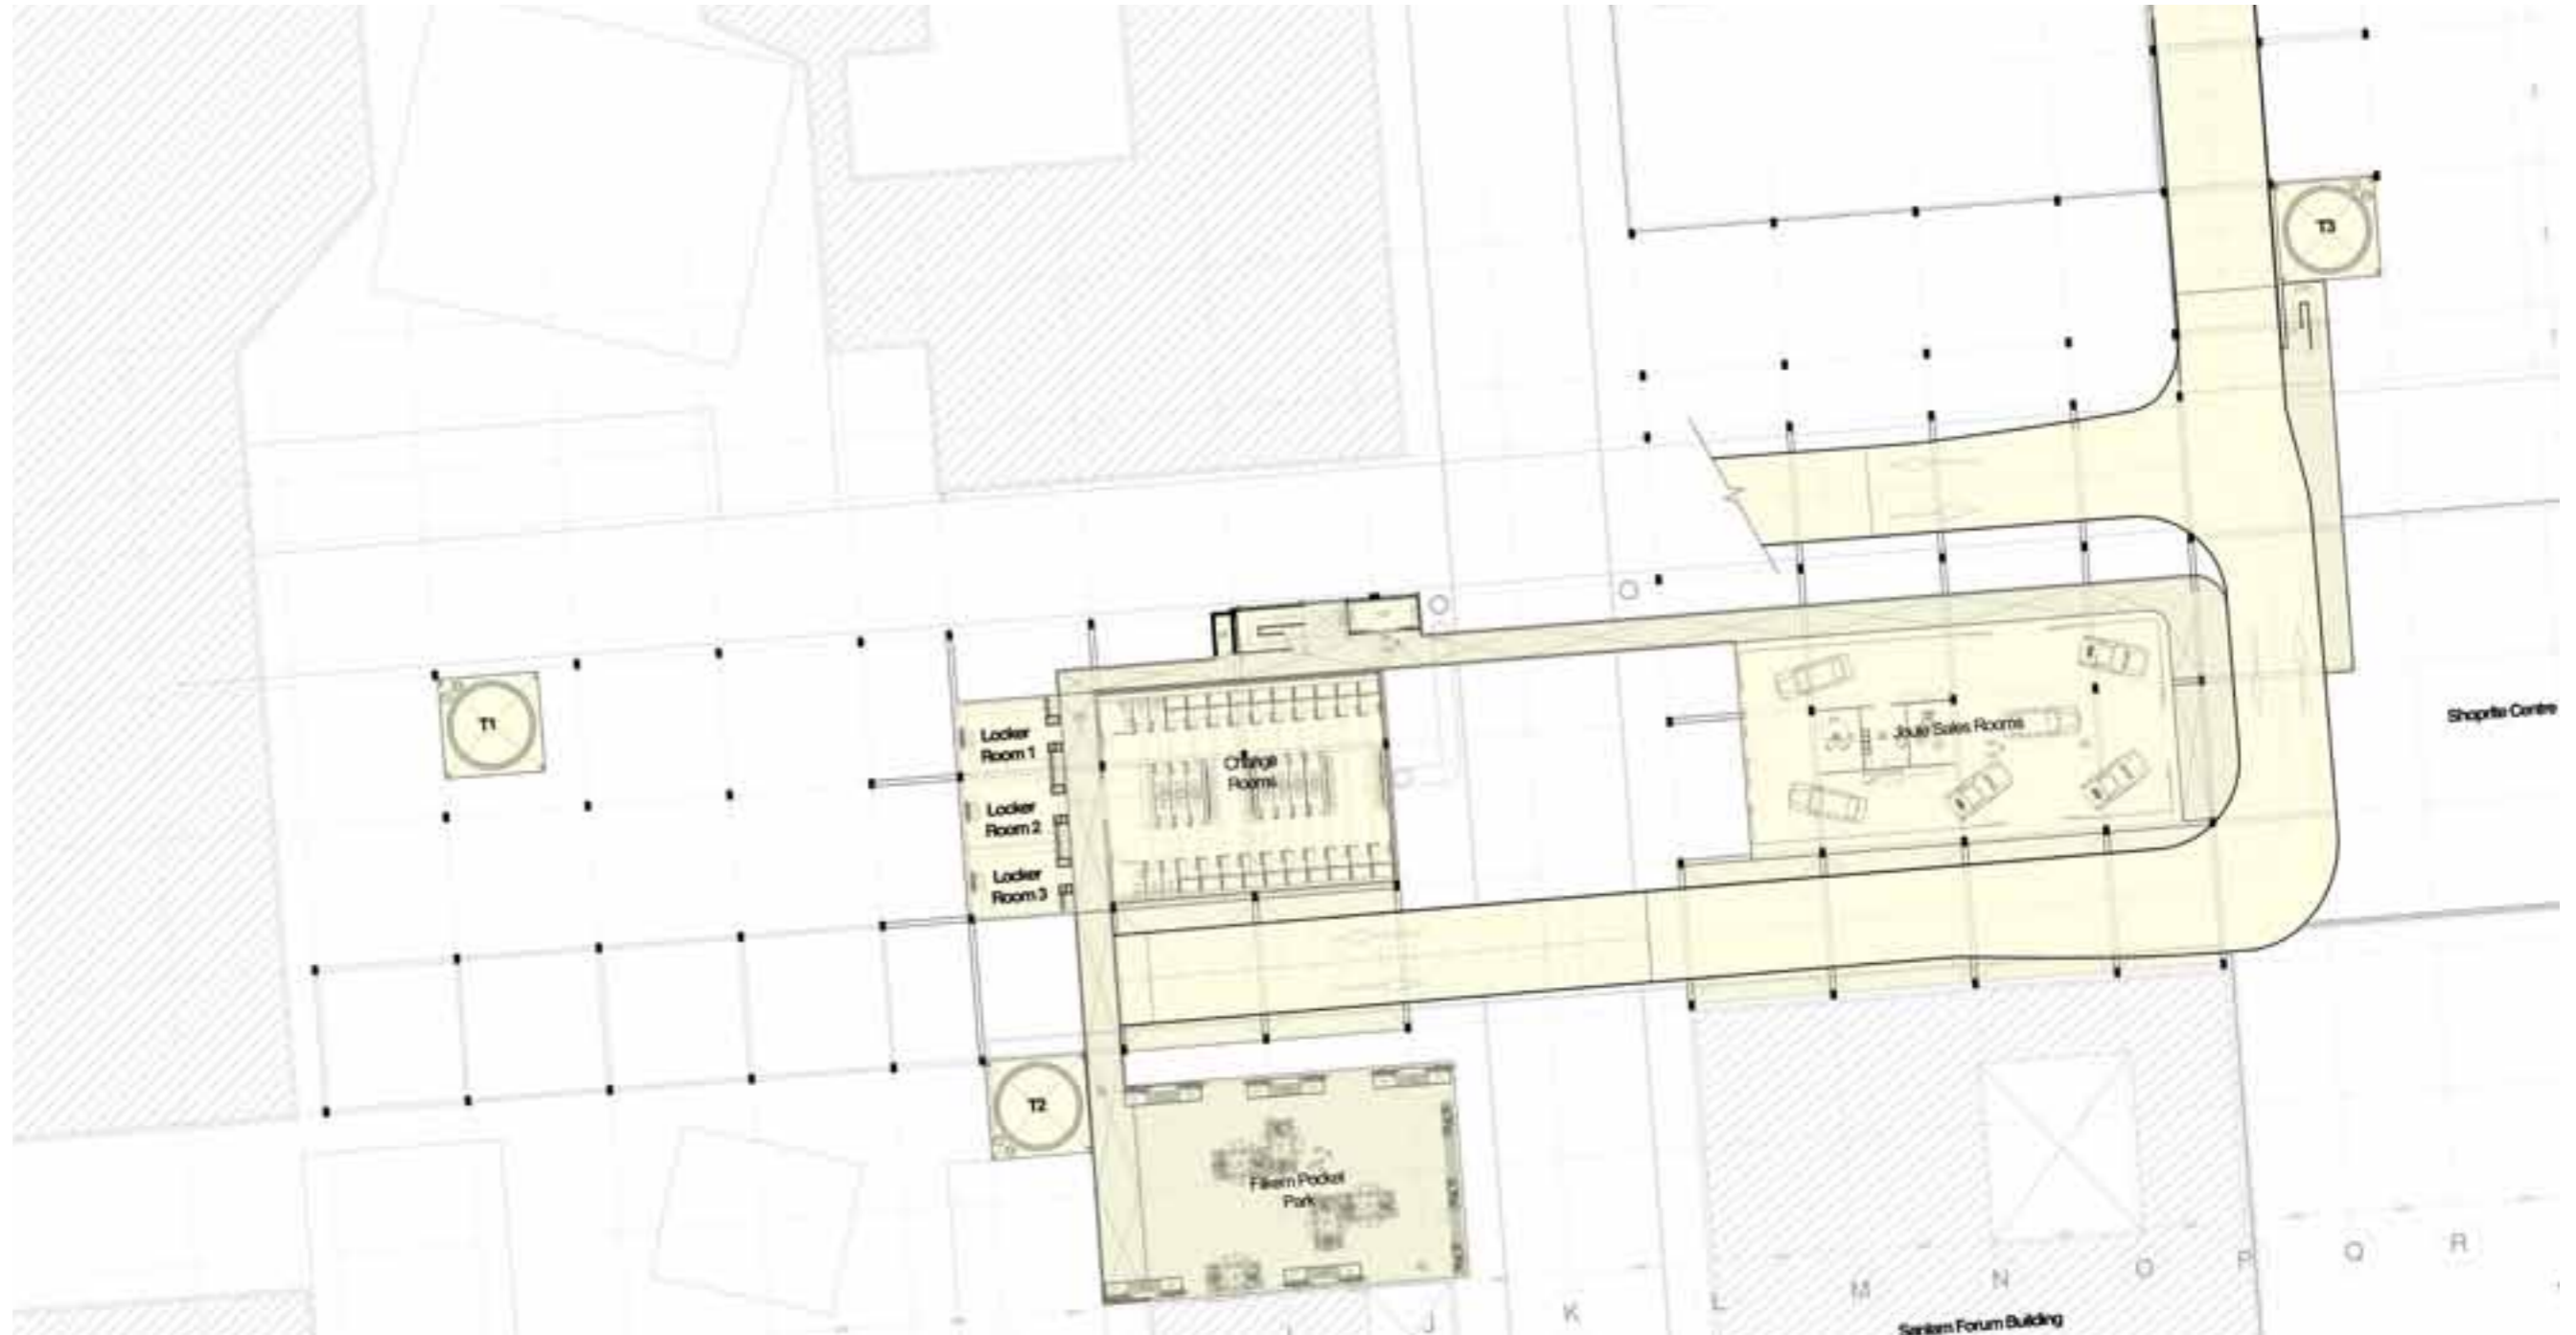 T3
Shoprite Centre
T1
Locker
Room 1
Change
Rooms
Joule Sales Rooms
Locker
Room 2
Locker
Room 3
T2
Pocket
Park
J
K
L
M
N
O
P
Q
R
Sanlam Forum Building